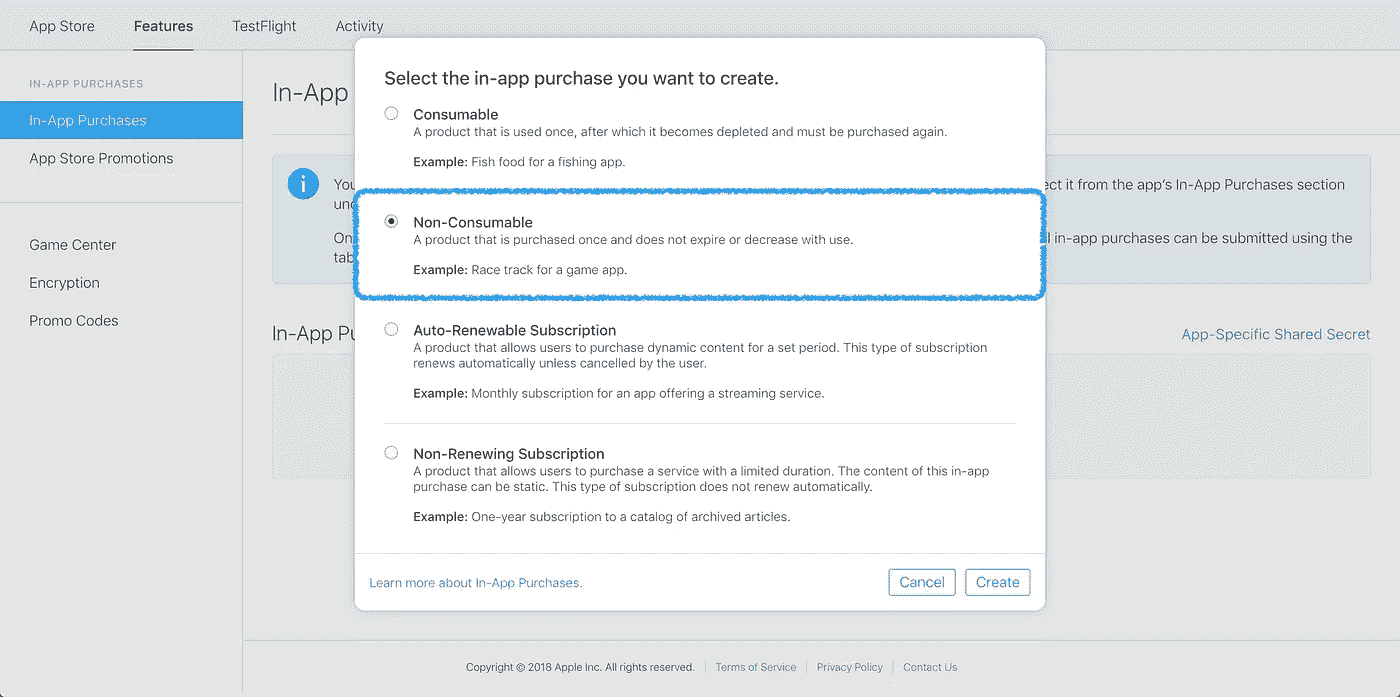 App Store Features TestFlight Activity
IN-APP PURCHASES
In-App Purchases
App Store Promotions
Game Center
Encryption
Promo Codes
In-App
You
ect it from the app's In-App Purchases section
in-app purchases can be submitted using the
In-App Pu
App-Specific Shared Secret
Select the in-app purchase you want to create.
Consumable
A product that is used once, after which it becomes depleted and must be purchased again.
Example: Fish food for a fishing app.
Non-Consumable
A product that is purchased once and does not expire or decrease with use.
Example: Race track for a game app.
Auto-Renewable Subscription
A product that allows users to purchase dynamic content for a set period. This type of subscription
renews automatically unless cancelled by the user.
Example: Monthly subscription for an app offering a streaming service.
Non-Renewing Subscription
A product that allows users to purchase a service with a limited duration. The content of this in-app
purchase can be static. This type of subscription does not renew automatically.
Example: One-year subscription to a catalog of archived articles.
Learn more about In-App Purchases.
Cancel Create
Copyright © 2018 Apple Inc. All rights reserved. Terms of Service Privacy Policy Contact Us